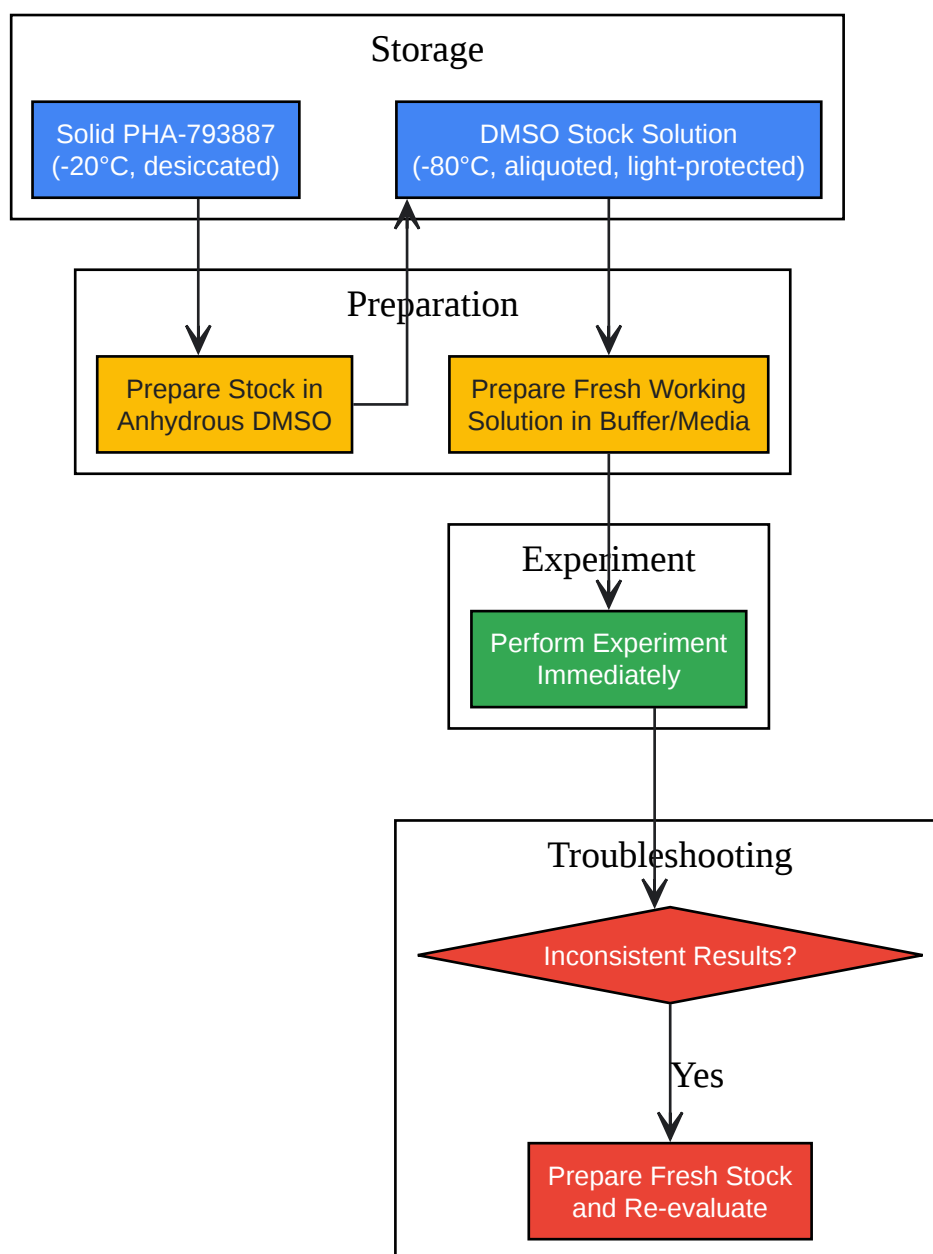 Storage
Solid PHA-793887
(-20°C, desiccated)
DMSO Stock Solution
(-80°C, aliquoted, light-protected)
Preparation
Prepare Stock in
Anhydrous DMSO
Prepare Fresh Working
Solution in Buffer/Media
Experiment
Perform Experiment
Immediately
Troubleshooting
Inconsistent Results?
Yes
Prepare Fresh Stock
and Re-evaluate